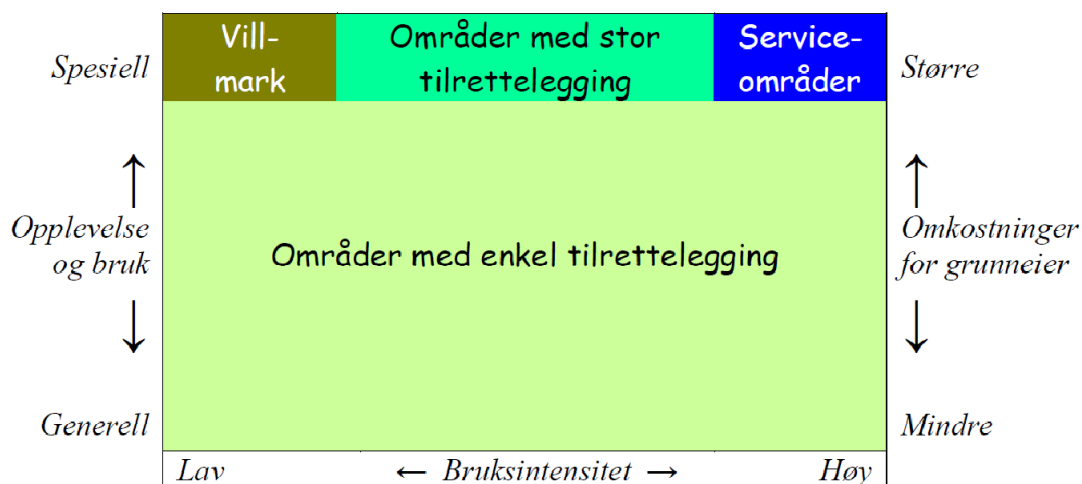 Vill-
mark
Områder med stor
tilrettelegging
Service-
områder
Spesiell
Større
↑
↑
Opplevelse
og bruk
Områder med enkel tilrettelegging
Omkostninger
for grunneier
↓
↓
Generell
Mindre
Lav
← Bruksintensitet →
Høy